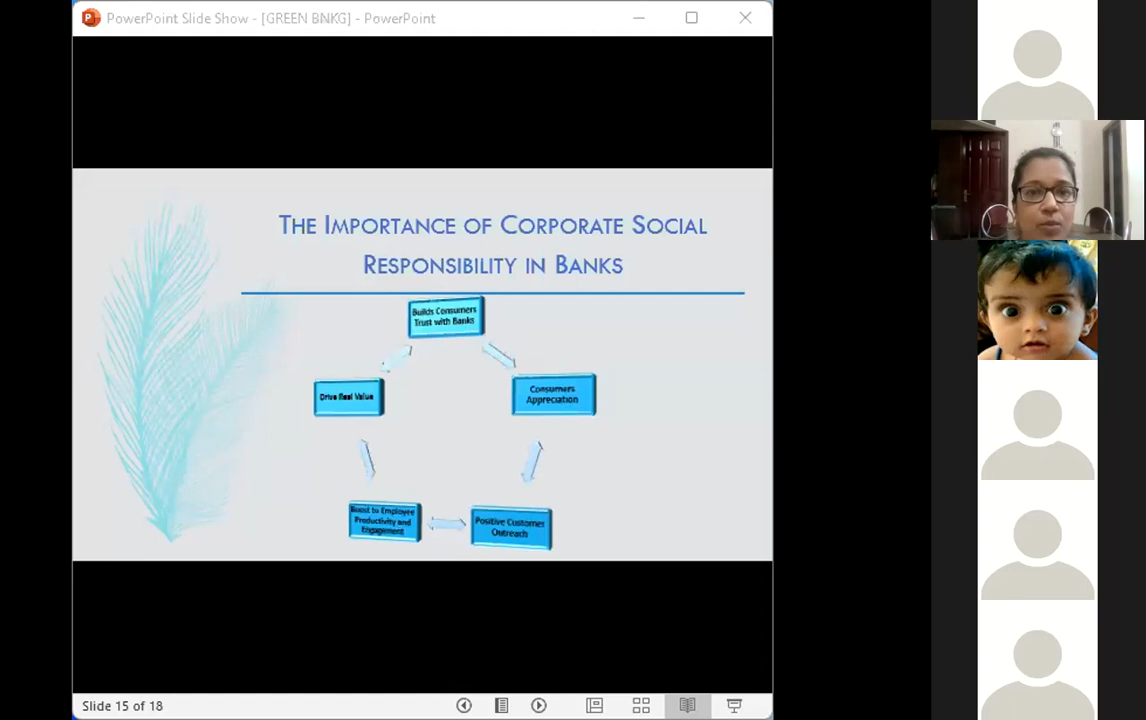 PowerPoint Slide Show - [GREEN BNKG] - PowerPoint
THE IMPORTANCE OF CORPORATE SOCIAL
RESPONSIBILITY IN BANKS
Builds Consumers
Trust with Banks
Drive Real Value
Consumers
Appreciation
Boost to Employee
Productivity and
Engagement
Positive Customer
Outreach
Slide 15 of 18